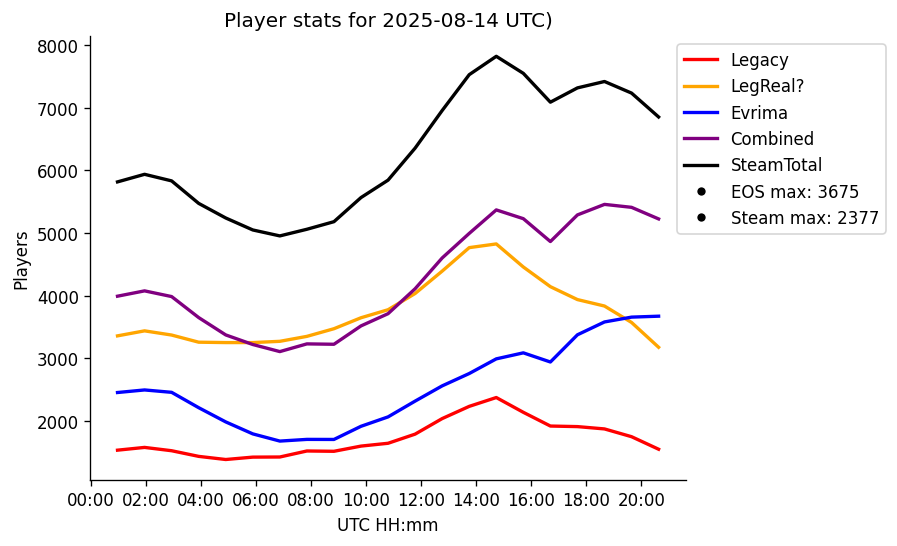 Player stats for 2025-08-14 UTC)
8000
7000
6000
5000
4000
3000
2000
Players
00:00 02:00 04:00 06:00 08:00 10:00 12:00 14:00 16:00 18:00 20:00
UTC HH:mm
Legacy
LegReal?
Evrima
Combined
SteamTotal
EOS max: 3675
Steam max: 2377